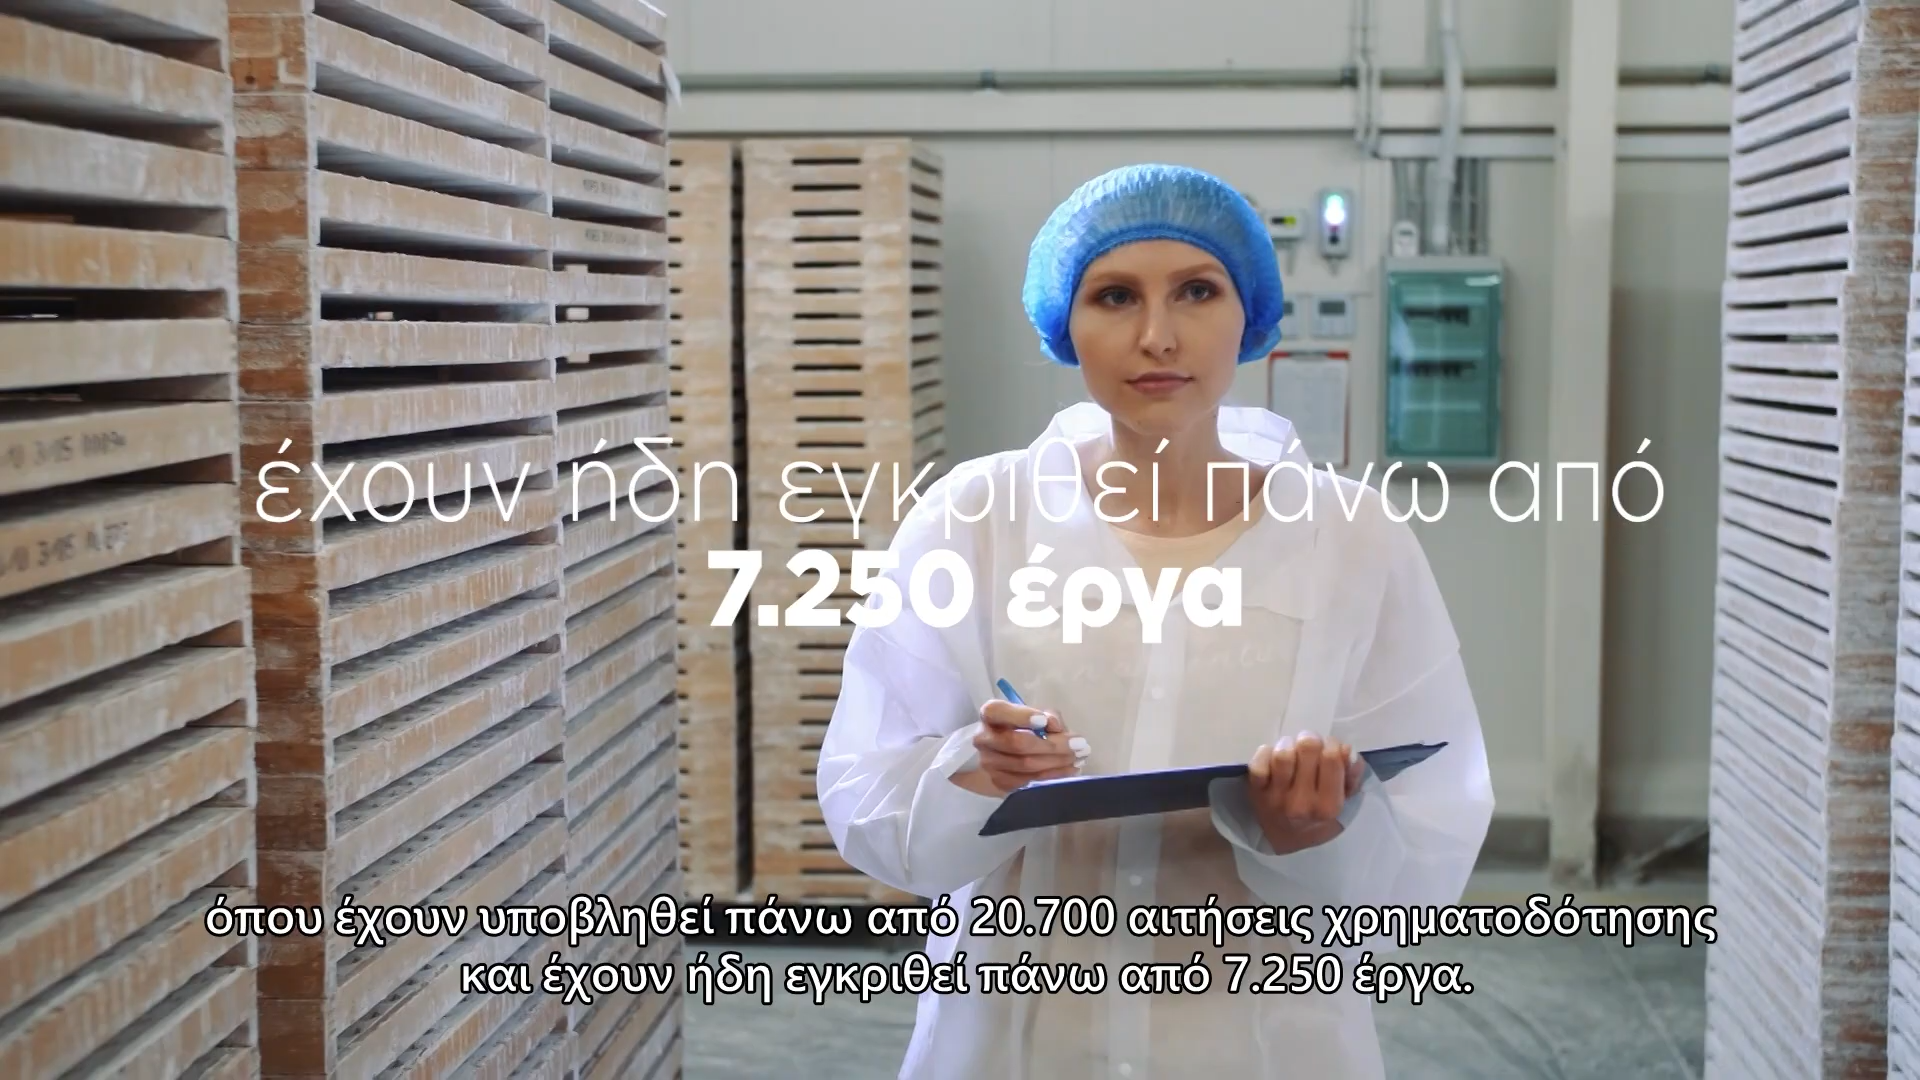 έχουν ήδη εγκριθεί πάνω από
7.250 έργα
όπου έχουν υποβληθεί πάνω από 20.700 αιτήσεις χρηματοδότησης
και έχουν ήδη εγκριθεί πάνω από 7.250 έργα.